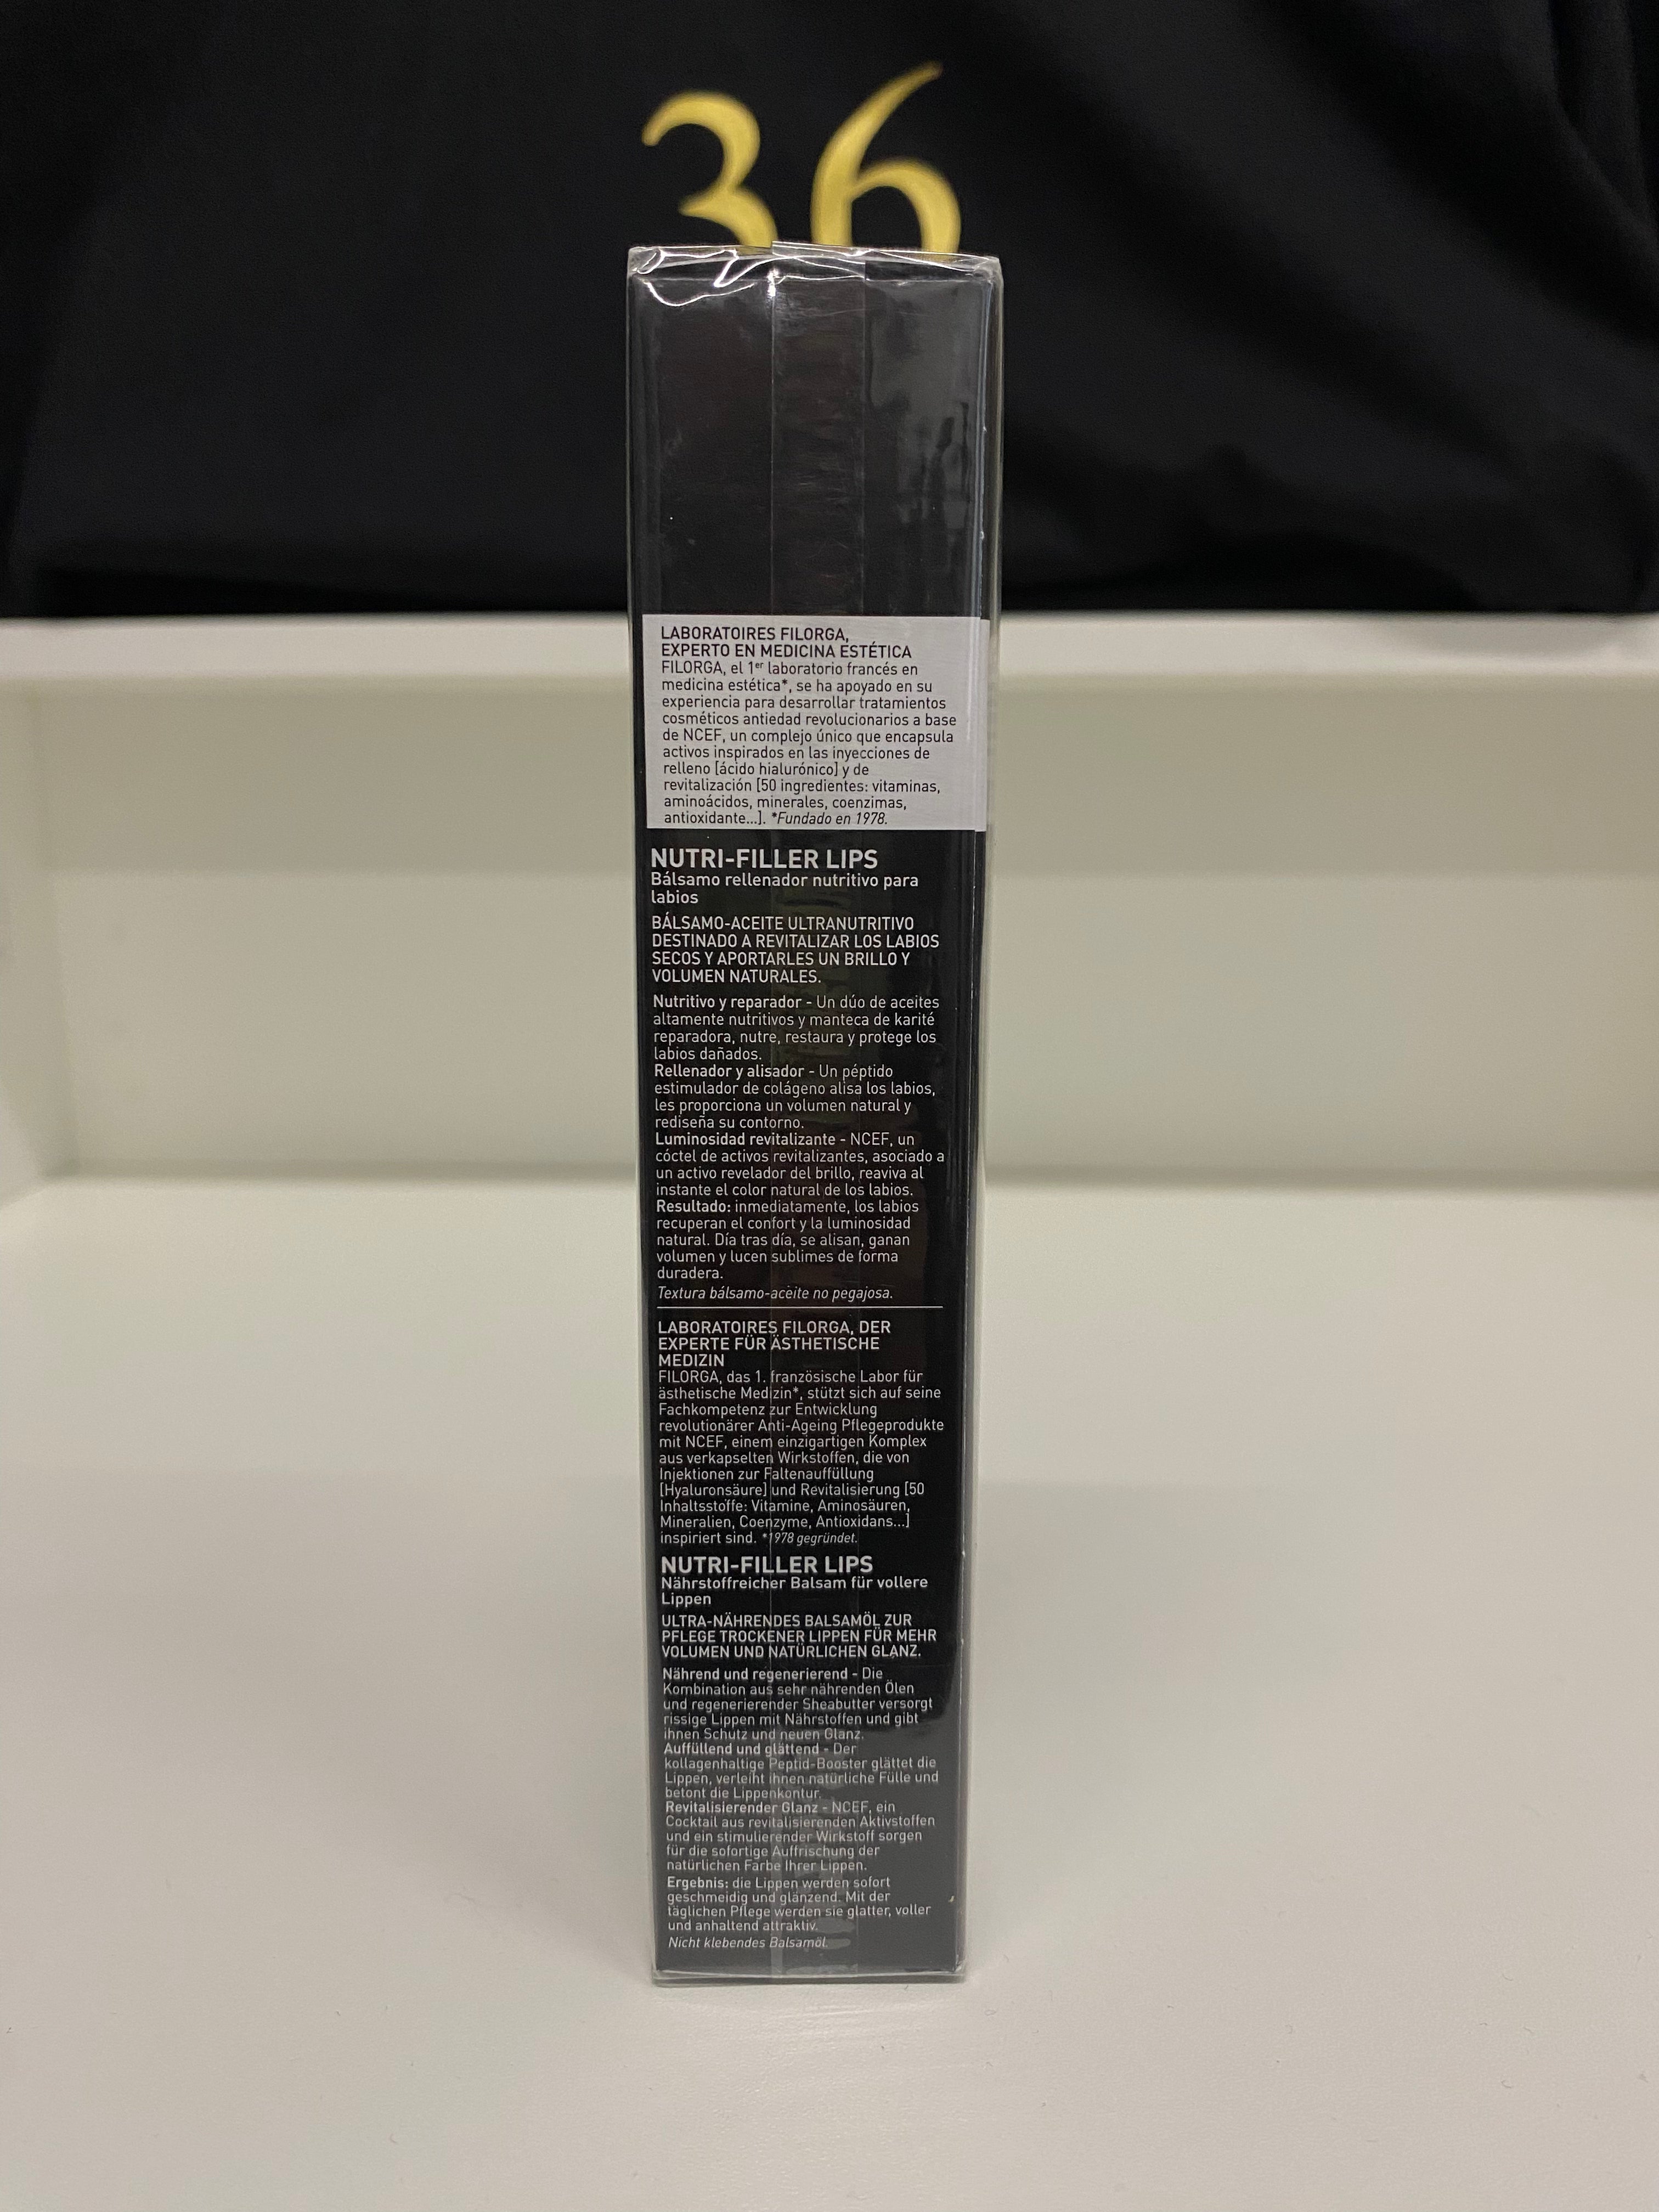 36
LABORATOIRES FILORGA,
EXPERTO EN MEDICINA ESTÉTICA
FILORGA, el 1er laboratorio francés en
medicina estética*, se ha apoyado en su
experiencia para desarrollar tratamientos
cosméticos antiedad revolucionarios a base
de NCEF, un complejo único que encapsula
activos inspirados en las inyecciones de
relleno [ácido hialurónico] y de
revitalización [50 ingredientes: vitaminas,
aminoácidos, minerales, coenzimas,
antioxidante...]. *Fundado en 1978.
NUTRI-FILLER LIPS
Bálsamo rellenador nutritivo para
labios
BÁLSAMO-ACEITE ULTRANUTRITIVO
DESTINADO A REVITALIZAR LOS LABIOS
SECOS Y APORTARLES UN BRILLO Y
VOLUMEN NATURALES.
Nutritivo y reparador - Un dúo de aceites
altamente nutritivos y manteca de karité
reparadora, nutre, restaura y protege los
labios dañados.
Rellenador y alisador - Un péptido
estimulador de colágeno alisa los labios,
les proporciona un volumen natural y
rediseña su contorno.
Luminosidad revitalizante - NCEF, un
cóctel de activos revitalizantes, asociado a
un activo revelador del brillo, reaviva al
instante el color natural de los labios.
Resultado: inmediatamente, los labios
recuperan el confort y la luminosidad
natural. Día tras día, se alisan, ganan
volumen y lucen sublimes de forma
duradera.
Textura bálsamo-aceite no pegajosa.
LABORATOIRES FILORGA, DER
EXPERTE FÜR ÄSTHETISCHE
MEDIZIN
FILORGA, das 1. französische Labor für
ästhetische Medizin*, stützt sich auf seine
Fachkompetenz zur Entwicklung
revolutionärer Anti-Ageing Pflegeprodukte
mit NCEF, einem einzigartigen Komplex
aus verkapselten Wirkstoffen, die von
Injektionen zur Faltenauffüllung
[Hyaluronsäure] und Revitalisierung [50
Inhaltsstoffe: Vitamine, Aminosäuren,
Mineralien, Coenzyme, Antioxidans...]
inspiriert sind. *1978 gegründet.
NUTRI-FILLER LIPS
Nährstoffreicher Balsam für vollere
Lippen
ULTRA-NÄHRENDES BALSAMÖL ZUR
PFLEGE TROCKENER LIPPEN FÜR MEHR
VOLUMEN UND NATÜRLICHEN GLANZ.
Nährend und regenerierend - Die
Kombination aus sehr nährenden Ölen
und regenerierender Sheabutter versorgt
rissige Lippen mit Nährstoffen und gibt
ihnen Schutz und neuen Glanz.
Auffüllend und glättend - Der
kollagenhaltige Peptid-Booster glättet die
Lippen, verleiht ihnen natürliche Fülle und
betont die Lippenkontur.
Revitalisierender Glanz - NCEF, ein
Cocktail aus revitalisierenden Aktivstoffen
und ein stimulierender Wirkstoff sorgen
für die sofortige Auffrischung der
natürlichen Farbe Ihrer Lippen.
Ergebnis: die Lippen werden sofort
geschmeidig und glänzend. Mit der
täglichen Pflege werden sie glatter, voller
und anhaltend attraktiv.
Nicht klebendes Balsamöl.